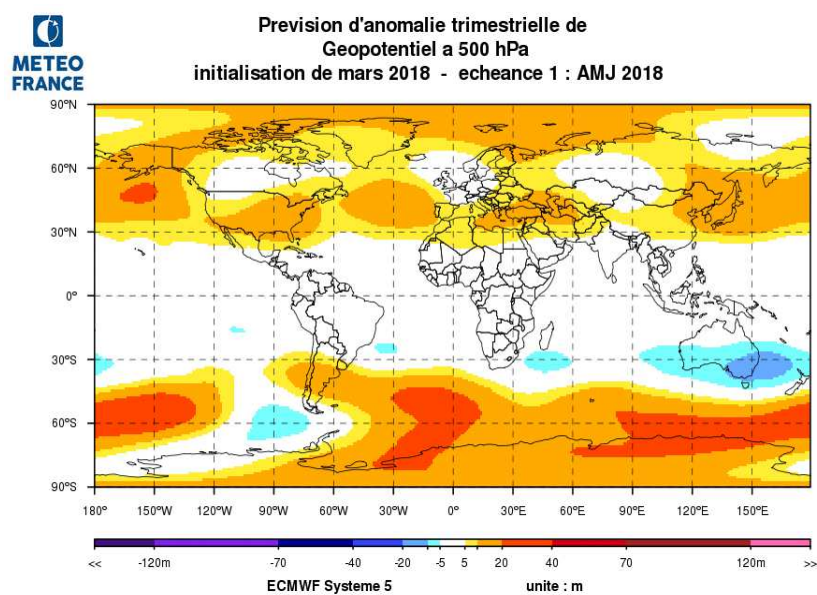 Prevision d'anomalie trimestrielle de
Geopotentiel a 500 hPa
initialisation de mars 2018 - echeance 1 : AMJ 2018
METEO
FRANCE
90°N
60°N
30°N
0°
30°S
60°S
90°S
180° 150°W 120°W 90°W 60°W 30°W 0° 30°E 60°E 90°E 120°E 150°E
<< -120m -70 -40 -20 -5 5 20 40 70 120m >>
ECMWF Systeme 5 unite : m